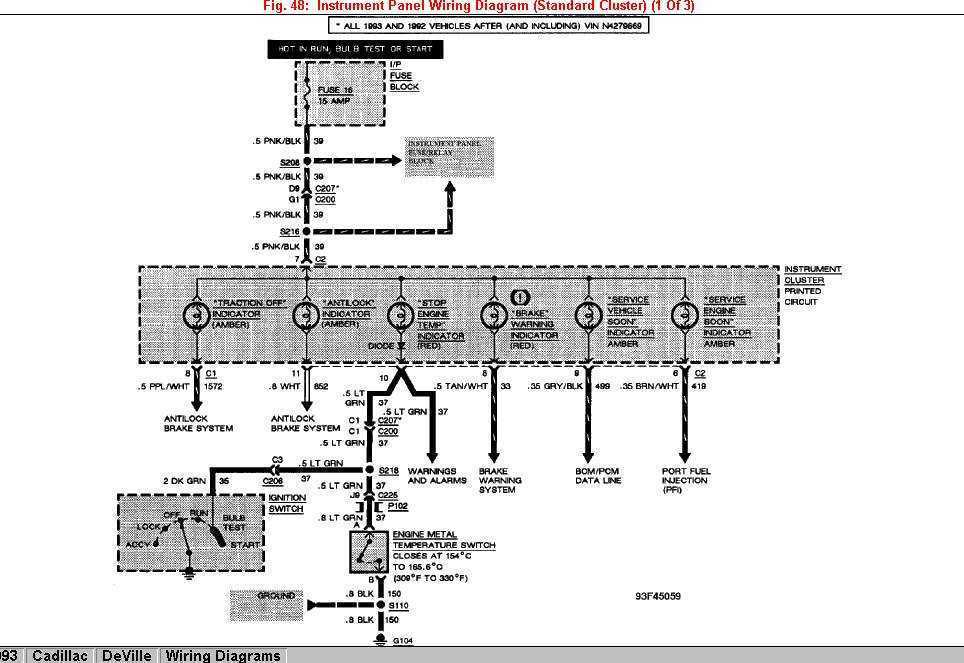 Fig. 48: Instrument Panel Wiring Diagram (Standard Cluster) (1 Of 3)
* ALL 1993 AND 1992 VEHICLES AFTER (AND INCLUDING) VIN N4279669
HOT IN RUN, BULB TEST OR START
I/P
FUSE
BLOCK
FUSE 16
15 AMP
.5 PNK/BLK 39
INSTRUMENT PANEL
FUSE/RELAY
BLOCK
S208
.5 PNK/BLK 39
D9 C207*
G1 C200
.5 PNK/BLK 39
S216
.5 PNK/BLK 39
7 C2
INSTRUMENT
CLUSTER
PRINTED
CIRCUIT
"TRACTION OFF"
INDICATOR
(AMBER)
"ANTILOCK"
INDICATOR
(AMBER)
"STOP
ENGINE
TEMP"
INDICATOR
(RED)
DIODE
"BRAKE"
WARNING
INDICATOR
(RED)
"SERVICE
VEHICLE
SOON"
INDICATOR
AMBER
"SERVICE
ENGINE
SOON"
INDICATOR
AMBER
8 C1
.5 PPL/WHT 1572
ANTILOCK
BRAKE SYSTEM
11
.8 WHT 852
ANTILOCK
BRAKE SYSTEM
10
.5 LT
GRN 37
.5 LT GRN 37
C1 C207*
C1 C200
.5 LT GRN 37
WARNINGS
AND ALARMS
.5 TAN/WHT 33
BRAKE
WARNING
SYSTEM
9
.35 GRY/BLK 499
BCM/PCM
DATA LINE
6 C2
.35 BRN/WHT 419
PORT FUEL
INJECTION
(PFI)
C3
.5 LT GRN
37
C206
S218
2 DK GRN 35
IGNITION
SWITCH
OFF
RUN
BULB
TEST
LOCK
ACCY
START
.5 LT GRN 37
J9 C225
P102
.8 LT GRN 37
A
ENGINE METAL
TEMPERATURE SWITCH
CLOSES AT 154°C
TO 165.6°C
(309°F TO 330°F)
B
.8 BLK 150
GROUND
S110
.8 BLK 150
G104
93F45059
993 Cadillac DeVille Wiring Diagrams